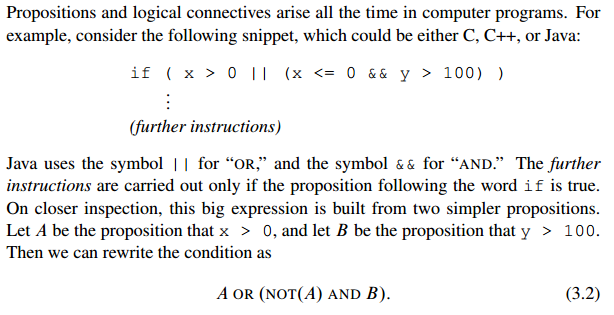 Propositions and logical connectives arise all the time in computer programs. For
example, consider the following snippet, which could be either C, C++, or Java:
if ( x > 0 || (x <= 0 && y > 100) )
⋮
(further instructions)
Java uses the symbol || for “OR,” and the symbol && for “AND.” The further
instructions are carried out only if the proposition following the word if is true.
On closer inspection, this big expression is built from two simpler propositions.
Let A be the proposition that x > 0, and let B be the proposition that y > 100.
Then we can rewrite the condition as
A OR (NOT(A) AND B). (3.2)